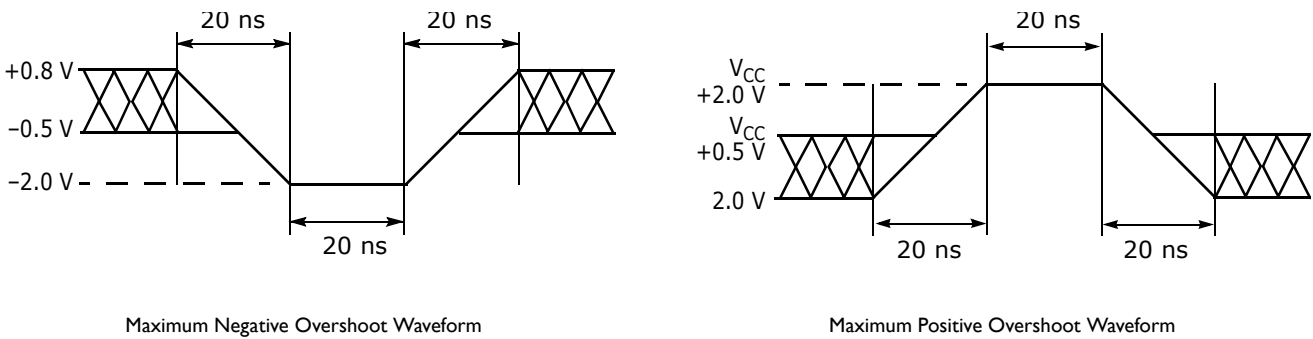 20 ns
20 ns
+0.8 V
–0.5 V
–2.0 V
20 ns
Maximum Negative Overshoot Waveform
20 ns
VCC
+2.0 V
VCC
+0.5 V
2.0 V
20 ns
20 ns
Maximum Positive Overshoot Waveform